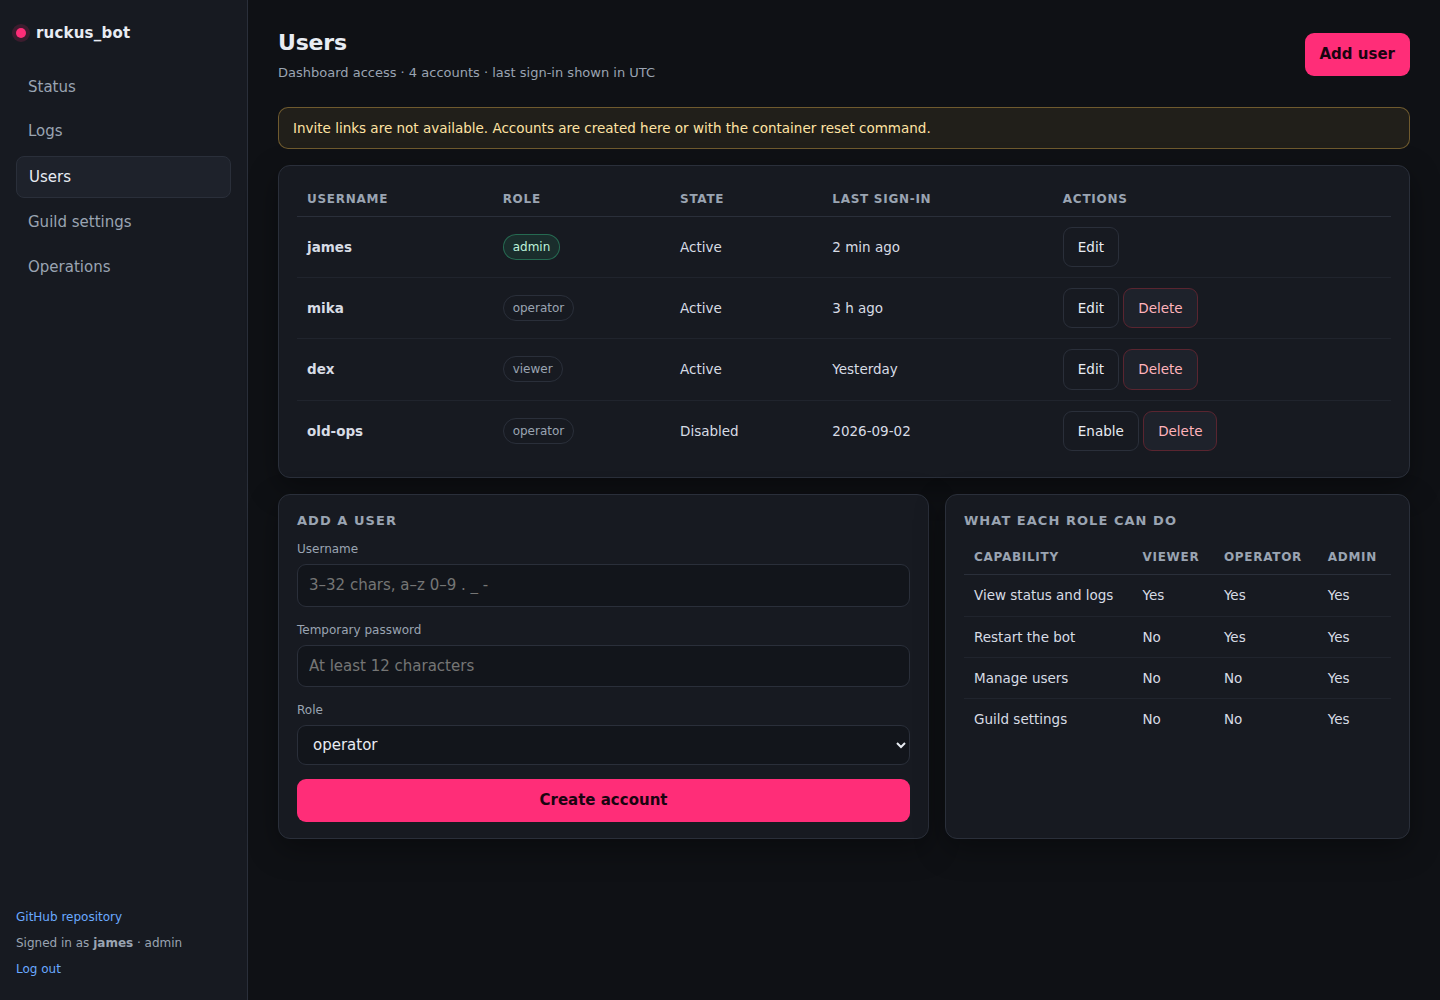 ruckus_bot
Status
Logs
Users
Guild settings
Operations
GitHub repository
Signed in as james · admin
Log out
Users
Dashboard access · 4 accounts · last sign-in shown in UTC
Add user
Invite links are not available. Accounts are created here or with the container reset command.
USERNAME ROLE STATE LAST SIGN-IN ACTIONS
james admin Active 2 min ago Edit
mika operator Active 3 h ago Edit Delete
dex viewer Active Yesterday Edit Delete
old-ops operator Disabled 2026-09-02 Enable Delete
ADD A USER
Username
3–32 chars, a–z 0–9 . _ -
Temporary password
At least 12 characters
Role
operator
Create account
WHAT EACH ROLE CAN DO
CAPABILITY VIEWER OPERATOR ADMIN
View status and logs Yes Yes Yes
Restart the bot No Yes Yes
Manage users No No Yes
Guild settings No No Yes